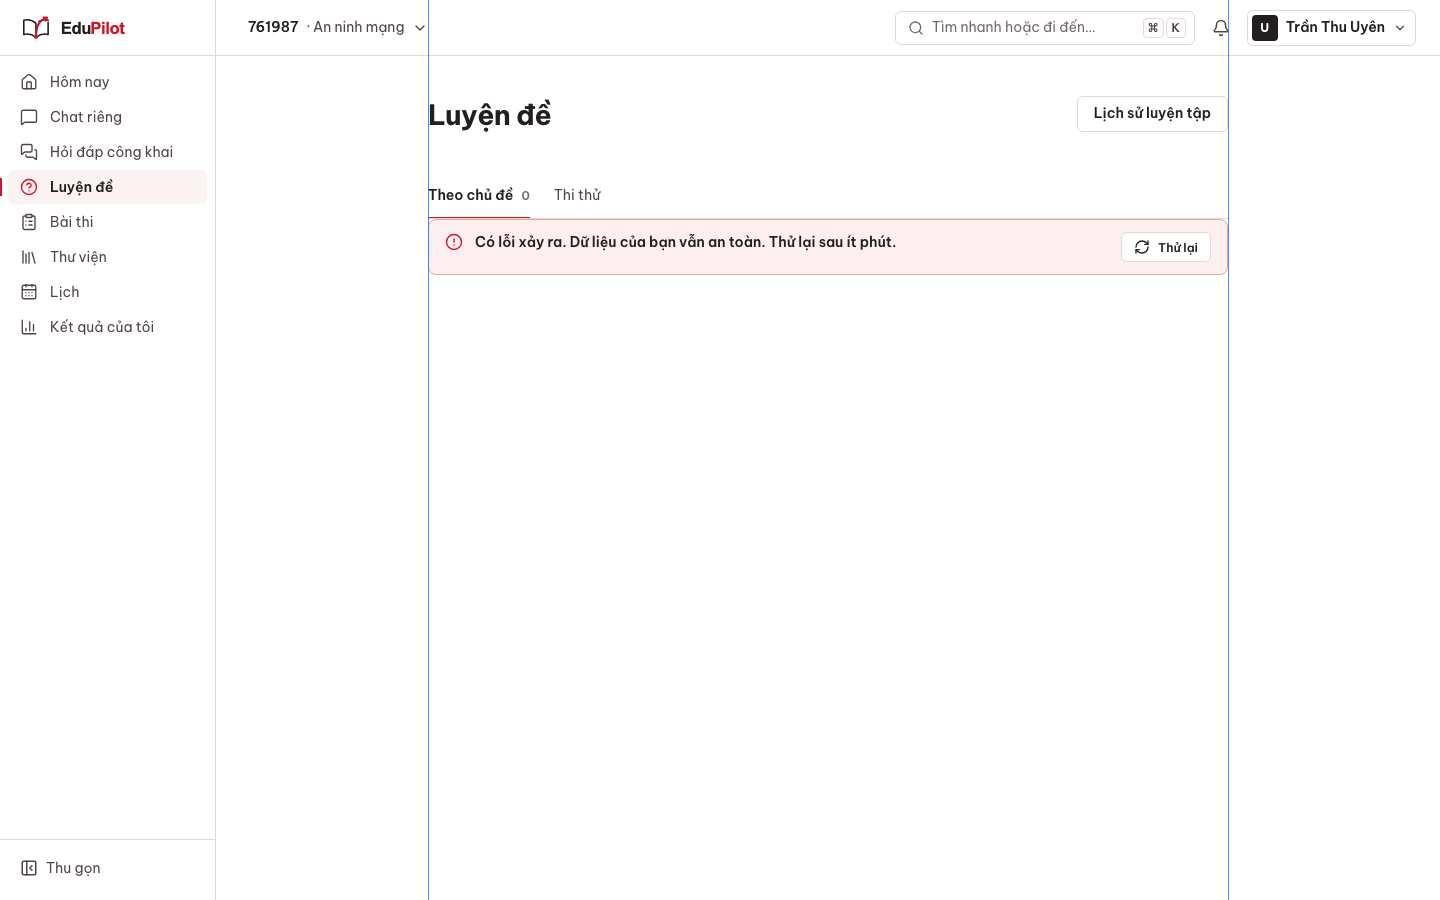 EduPilot
761987 · An ninh mạng
Tìm nhanh hoặc đi đến...
⌘ K
U Trần Thu Uyên
Hôm nay
Chat riêng
Hỏi đáp công khai
Luyện đề
Bài thi
Thư viện
Lịch
Kết quả của tôi
Thu gọn
Luyện đề
Lịch sử luyện tập
Theo chủ đề 0
Thi thử
Có lỗi xảy ra. Dữ liệu của bạn vẫn an toàn. Thử lại sau ít phút.
Thử lại